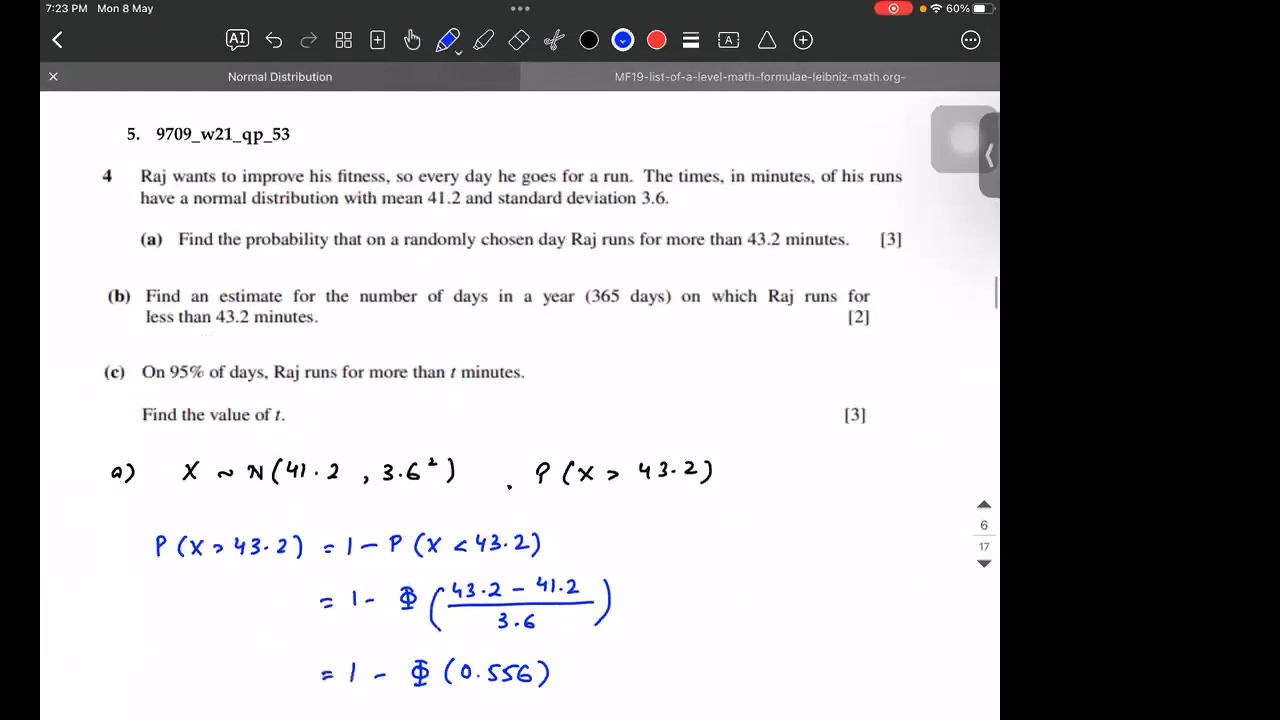 7:23 PM Mon 8 May
60%
AI
A
Normal Distribution
MF19-list-of-a-level-math-formulae-leibniz-math.org-
5. 9709_w21_qp_53
4 Raj wants to improve his fitness, so every day he goes for a run. The times, in minutes, of his runs
have a normal distribution with mean 41.2 and standard deviation 3.6.
(a) Find the probability that on a randomly chosen day Raj runs for more than 43.2 minutes. [3]
(b) Find an estimate for the number of days in a year (365 days) on which Raj runs for
less than 43.2 minutes. [2]
(c) On 95% of days, Raj runs for more than t minutes.
Find the value of t. [3]
a) X ~ N(41.2, 3.6²) . P(X > 43.2)
P(X > 43.2) = 1 - P(X < 43.2)
= 1 - Φ((43.2 - 41.2)/3.6)
= 1 - Φ(0.556)
6
17